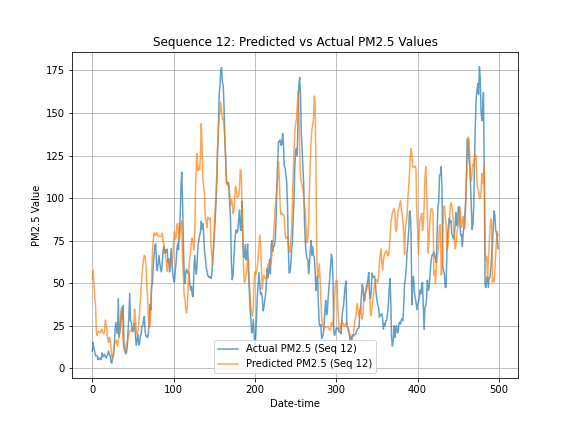 Sequence 12: Predicted vs Actual PM2.5 Values
PM2.5 Value
175
150
125
100
75
50
25
0
0 100 200 300 400 500
Date-time
Actual PM2.5 (Seq 12)
Predicted PM2.5 (Seq 12)